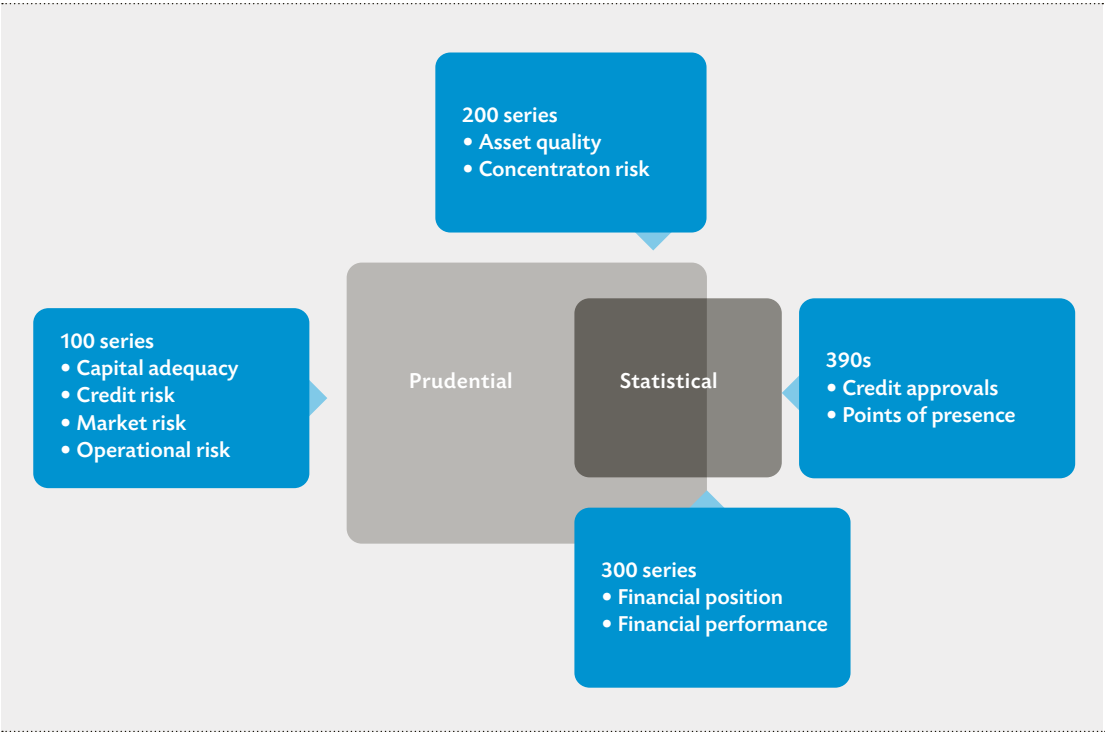 200 series
• Asset quality
• Concentraton risk
100 series
• Capital adequacy
• Credit risk
• Market risk
• Operational risk
Prudential
Statistical
390s
• Credit approvals
• Points of presence
300 series
• Financial position
• Financial performance